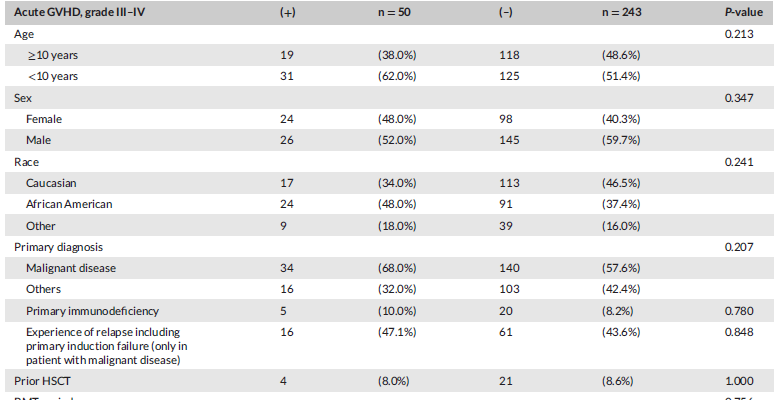 Acute GVHD, grade III–IV (+) n = 50 (–) n = 243 P-value
Age 0.213
≥10 years 19 (38.0%) 118 (48.6%)
<10 years 31 (62.0%) 125 (51.4%)
Sex 0.347
Female 24 (48.0%) 98 (40.3%)
Male 26 (52.0%) 145 (59.7%)
Race 0.241
Caucasian 17 (34.0%) 113 (46.5%)
African American 24 (48.0%) 91 (37.4%)
Other 9 (18.0%) 39 (16.0%)
Primary diagnosis 0.207
Malignant disease 34 (68.0%) 140 (57.6%)
Others 16 (32.0%) 103 (42.4%)
Primary immunodeficiency 5 (10.0%) 20 (8.2%) 0.780
Experience of relapse including 16 (47.1%) 61 (43.6%) 0.848
primary induction failure (only in
patient with malignant disease)
Prior HSCT 4 (8.0%) 21 (8.6%) 1.000